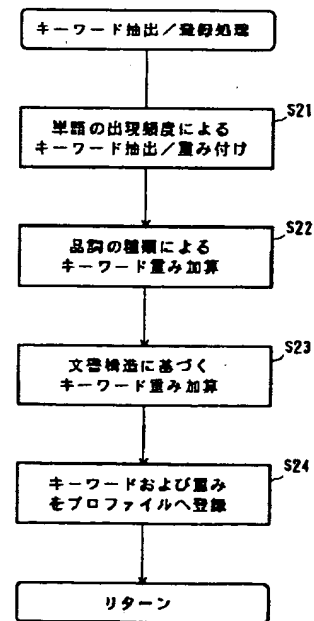 キーワード抽出／登録処理
S21
単語の出現頻度による
キーワード抽出／重み付け
S22
品詞の種類による
キーワード重み加算
S23
文書構造に基づく
キーワード重み加算
S24
キーワードおよび重み
をプロファイルへ登録
リターン